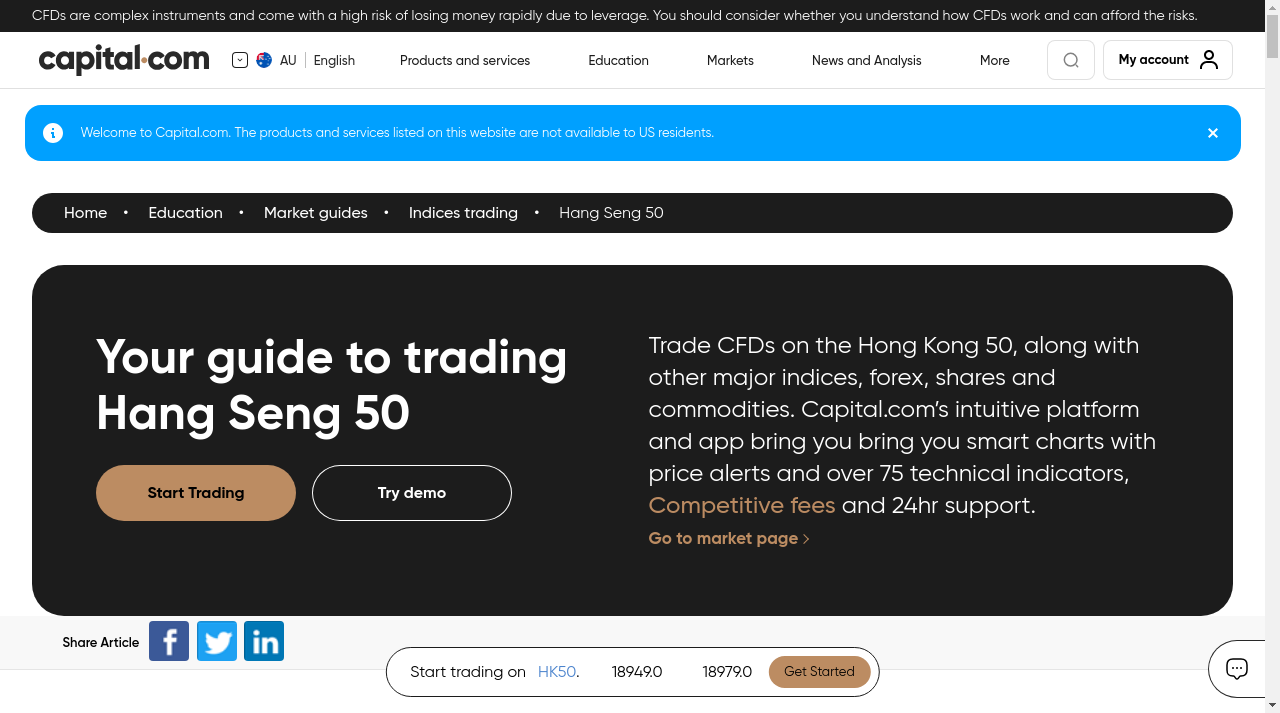 CFDs are complex instruments and come with a high risk of losing money rapidly due to leverage. You should consider whether you understand how CFDs work and can afford the risks.
capital.com
AU English
Products and services
Education
Markets
News and Analysis
More
My account
Welcome to Capital.com. The products and services listed on this website are not available to US residents.
Home • Education • Market guides • Indices trading • Hang Seng 50
Your guide to trading
Hang Seng 50
Start Trading
Try demo
Trade CFDs on the Hong Kong 50, along with
other major indices, forex, shares and
commodities. Capital.com’s intuitive platform
and app bring you bring you smart charts with
price alerts and over 75 technical indicators,
Competitive fees and 24hr support.
Go to market page
Share Article
Start trading on HK50. 18949.0 18979.0 Get Started